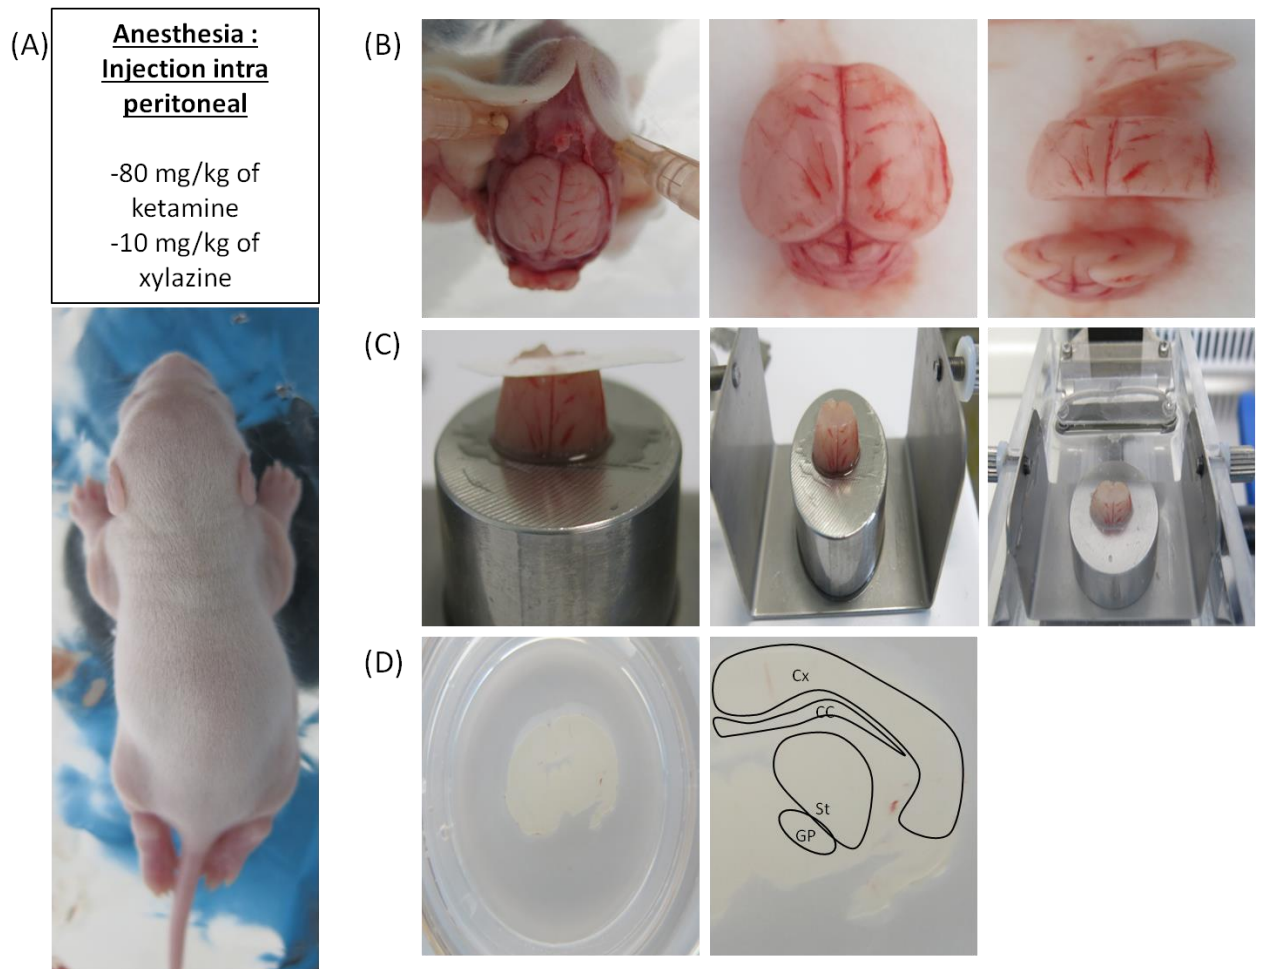 (A)
Anesthesia :
Injection intra
peritoneal
-80 mg/kg of
ketamine
-10 mg/kg of
xylazine
(B)
(C)
(D)
Cx
CC
St
GP